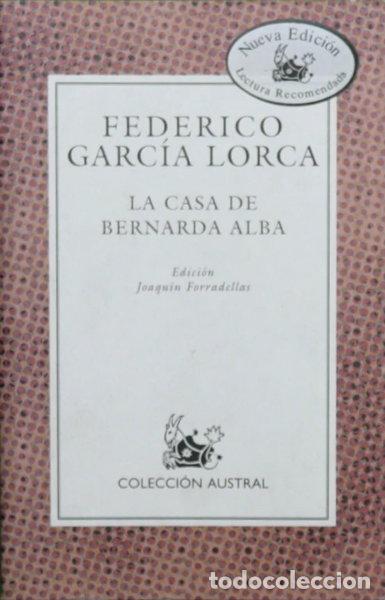 Nueva Edición
Lectura Recomendada
FEDERICO
GARCÍA LORCA
LA CASA DE
BERNARDA ALBA
Edición
Joaquín Forradellas
COLECCIÓN AUSTRAL
todocoleccion